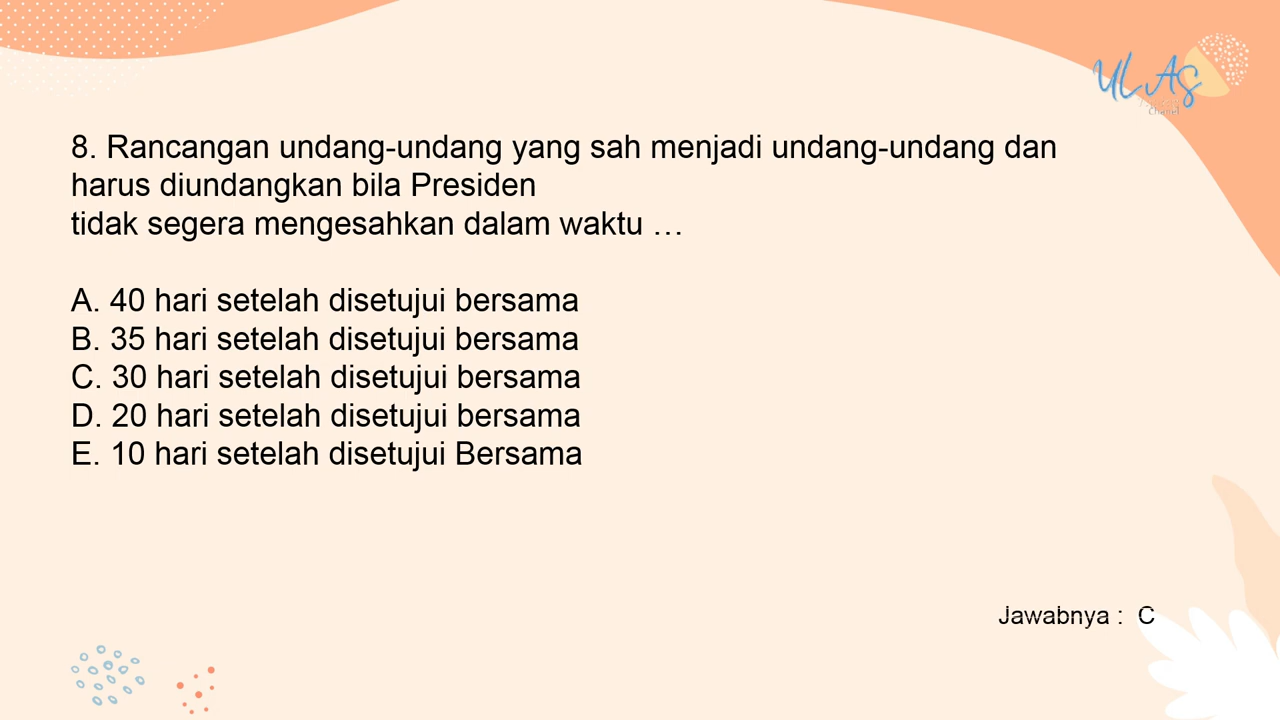 ULAS
Chanel
8. Rancangan undang-undang yang sah menjadi undang-undang dan
harus diundangkan bila Presiden
tidak segera mengesahkan dalam waktu …
A. 40 hari setelah disetujui bersama
B. 35 hari setelah disetujui bersama
C. 30 hari setelah disetujui bersama
D. 20 hari setelah disetujui bersama
E. 10 hari setelah disetujui Bersama
Jawabnya : C